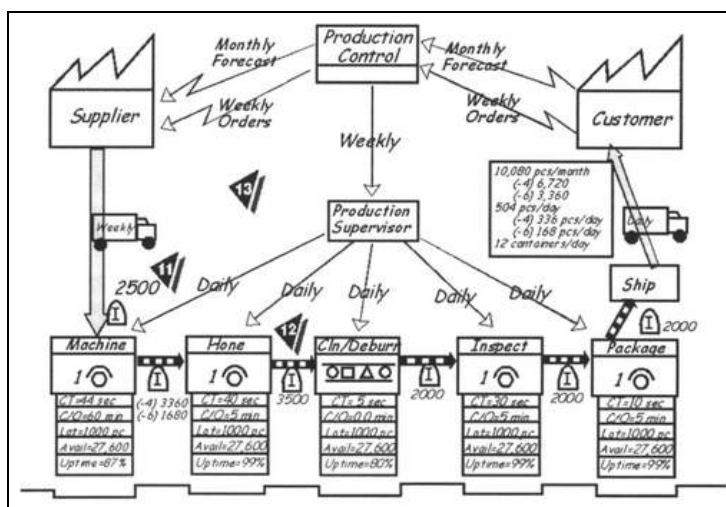 Production
Control
Monthly
Forecast
Monthly
Forecast
Weekly
Orders
Weekly
Orders
Supplier
Customer
Weekly
10,080 pcs/month
(-4) 6,720
(-6) 3,360
504 pcs/day
(-4) 336 pcs/day
(-6) 168 pcs/day
12 containers/day
Weekly
Daily
13
Production
Supervisor
11
2500
Daily
Daily
Daily
Daily
Daily
Ship
I
I
2000
12
Machine
1
CT=44 sec
C/O=60 min
Lot=1000 pc
Avail=27,600
Uptime=87%
I
(-4) 3360
(-6) 1680
Hone
1
CT=40 sec
C/O=5 min
Lot=1000 pc
Avail=27,600
Uptime=99%
I
3500
Cln/Deburr
CT= 5 sec
C/O=0.0 min
Lot=1000 pc
Avail=27,600
Uptime=80%
I
2000
Inspect
1
CT=30 sec
C/O=5 min
Lot=1000 pc
Avail=27,600
Uptime=99%
I
2000
Package
1
CT=10 sec
C/O=5 min
Lot=1000 pc
Avail=27,600
Uptime=99%